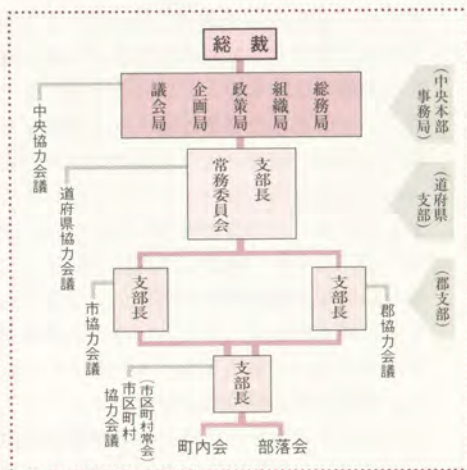 総裁
総務局
組織局
政策局
企画局
議会局
(中央本部
事務局)
中央協力会議
支部長
常務委員会
(道府県
支部)
道府県協力会議
支部長
支部長
(郡支部)
郡協力会議
市協力会議
支部長
(市区町村常会)
市区町村
協力会議
部落会
町内会